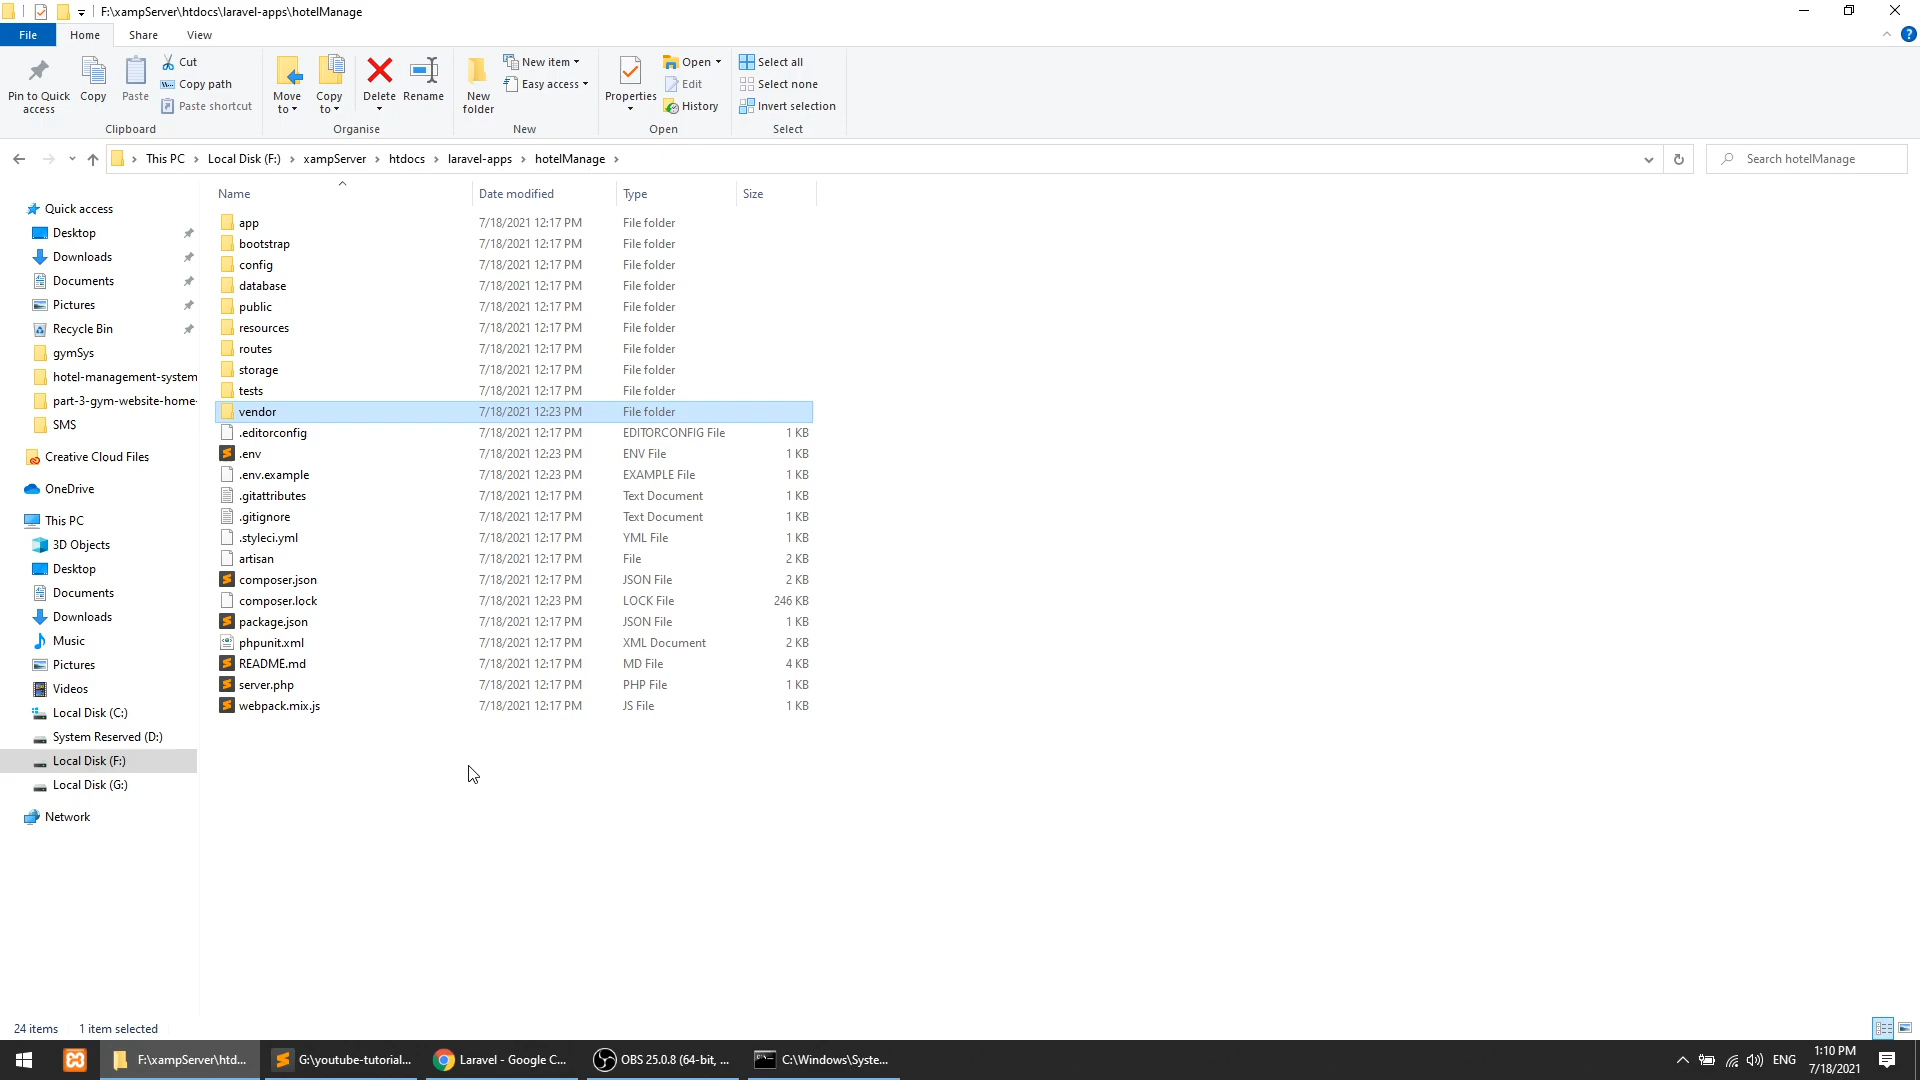 F:\xampServer\htdocs\laravel-apps\hotelManage
File Home Share View
Pin to Quick access
Copy
Paste
Cut
Copy path
Paste shortcut
Clipboard
Move to
Copy to
Delete
Rename
Organise
New folder
New item
Easy access
New
Properties
Open
Edit
History
Open
Select all
Select none
Invert selection
Select
This PC > Local Disk (F:) > xampServer > htdocs > laravel-apps > hotelManage >
Search hotelManage
Quick access
Desktop
Downloads
Documents
Pictures
Recycle Bin
gymSys
hotel-management-system
part-3-gym-website-home-
SMS
Creative Cloud Files
OneDrive
This PC
3D Objects
Desktop
Documents
Downloads
Music
Pictures
Videos
Local Disk (C:)
System Reserved (D:)
Local Disk (F:)
Local Disk (G:)
Network
Name Date modified Type Size
app 7/18/2021 12:17 PM File folder
bootstrap 7/18/2021 12:17 PM File folder
config 7/18/2021 12:17 PM File folder
database 7/18/2021 12:17 PM File folder
public 7/18/2021 12:17 PM File folder
resources 7/18/2021 12:17 PM File folder
routes 7/18/2021 12:17 PM File folder
storage 7/18/2021 12:17 PM File folder
tests 7/18/2021 12:17 PM File folder
vendor 7/18/2021 12:23 PM File folder
.editorconfig 7/18/2021 12:17 PM EDITORCONFIG File 1 KB
.env 7/18/2021 12:23 PM ENV File 1 KB
.env.example 7/18/2021 12:23 PM EXAMPLE File 1 KB
.gitattributes 7/18/2021 12:17 PM Text Document 1 KB
.gitignore 7/18/2021 12:17 PM Text Document 1 KB
.styleci.yml 7/18/2021 12:17 PM YML File 1 KB
artisan 7/18/2021 12:17 PM File 2 KB
composer.json 7/18/2021 12:17 PM JSON File 2 KB
composer.lock 7/18/2021 12:23 PM LOCK File 246 KB
package.json 7/18/2021 12:17 PM JSON File 1 KB
phpunit.xml 7/18/2021 12:17 PM XML Document 2 KB
README.md 7/18/2021 12:17 PM MD File 4 KB
server.php 7/18/2021 12:17 PM PHP File 1 KB
webpack.mix.js 7/18/2021 12:17 PM JS File 1 KB
24 items 1 item selected
F:\xampServer\htd...
G:\youtube-tutorial...
Laravel - Google C...
OBS 25.0.8 (64-bit, ...
C:\Windows\Syste...
ENG
1:10 PM
7/18/2021